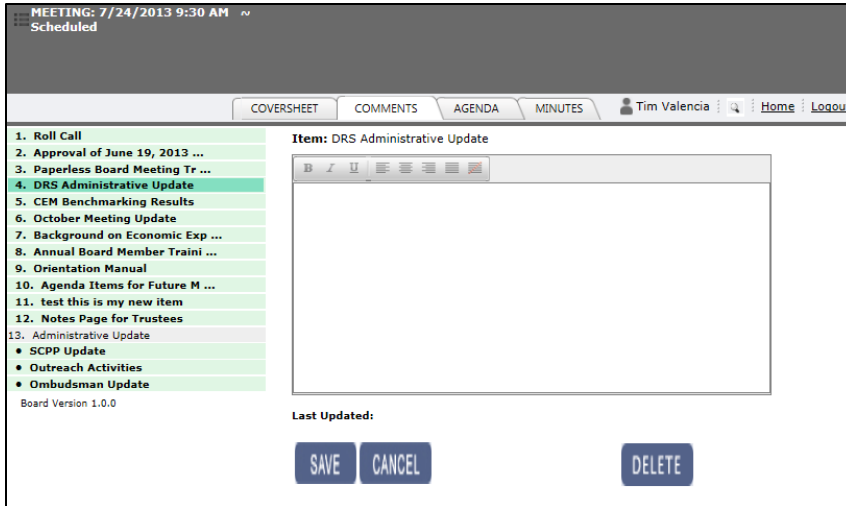 MEETING: 7/24/2013 9:30 AM ~
Scheduled
COVERSHEET COMMENTS AGENDA MINUTES Tim Valencia Home Logou
1. Roll Call
2. Approval of June 19, 2013 ...
3. Paperless Board Meeting Tr ...
4. DRS Administrative Update
5. CEM Benchmarking Results
6. October Meeting Update
7. Background on Economic Exp ...
8. Annual Board Member Traini ...
9. Orientation Manual
10. Agenda Items for Future M ...
11. test this is my new item
12. Notes Page for Trustees
13. Administrative Update
• SCPP Update
• Outreach Activities
• Ombudsman Update
Board Version 1.0.0
Item: DRS Administrative Update
B I U
Last Updated:
SAVE CANCEL DELETE